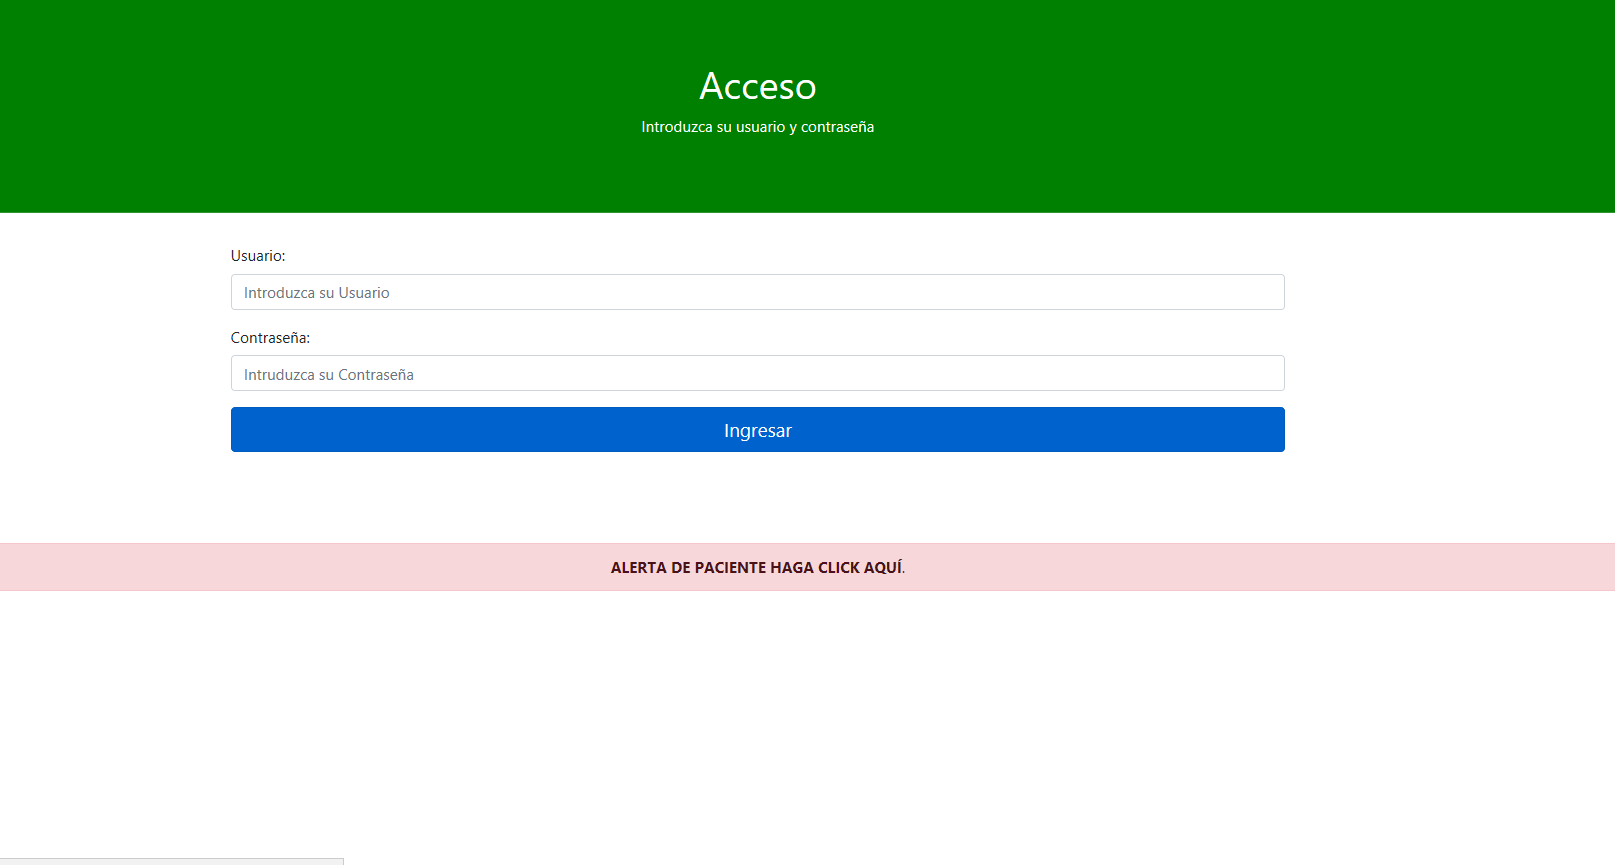 Acceso
Introduzca su usuario y contraseña
Usuario:
Introduzca su Usuario
Contraseña:
Intruduzca su Contraseña
Ingresar
ALERTA DE PACIENTE HAGA CLICK AQUÍ.